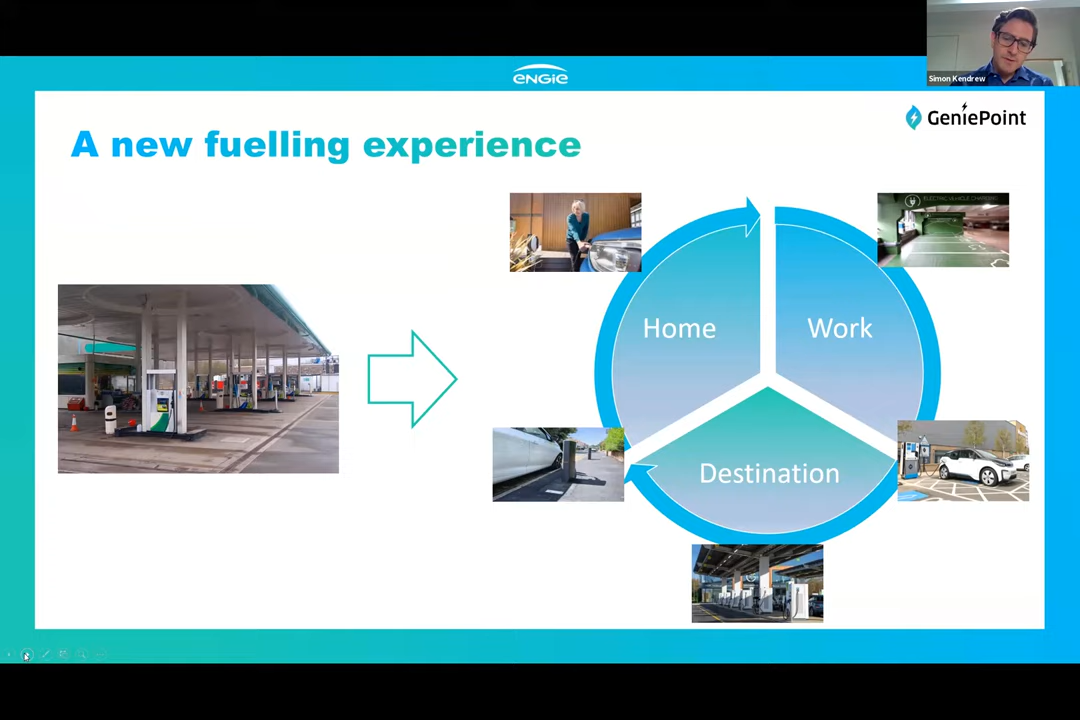 ENGIE
Simon Kendrew
GeniePoint
A new fuelling experience
ELECTRIC VEHICLE CHARGING
Home
Work
Destination